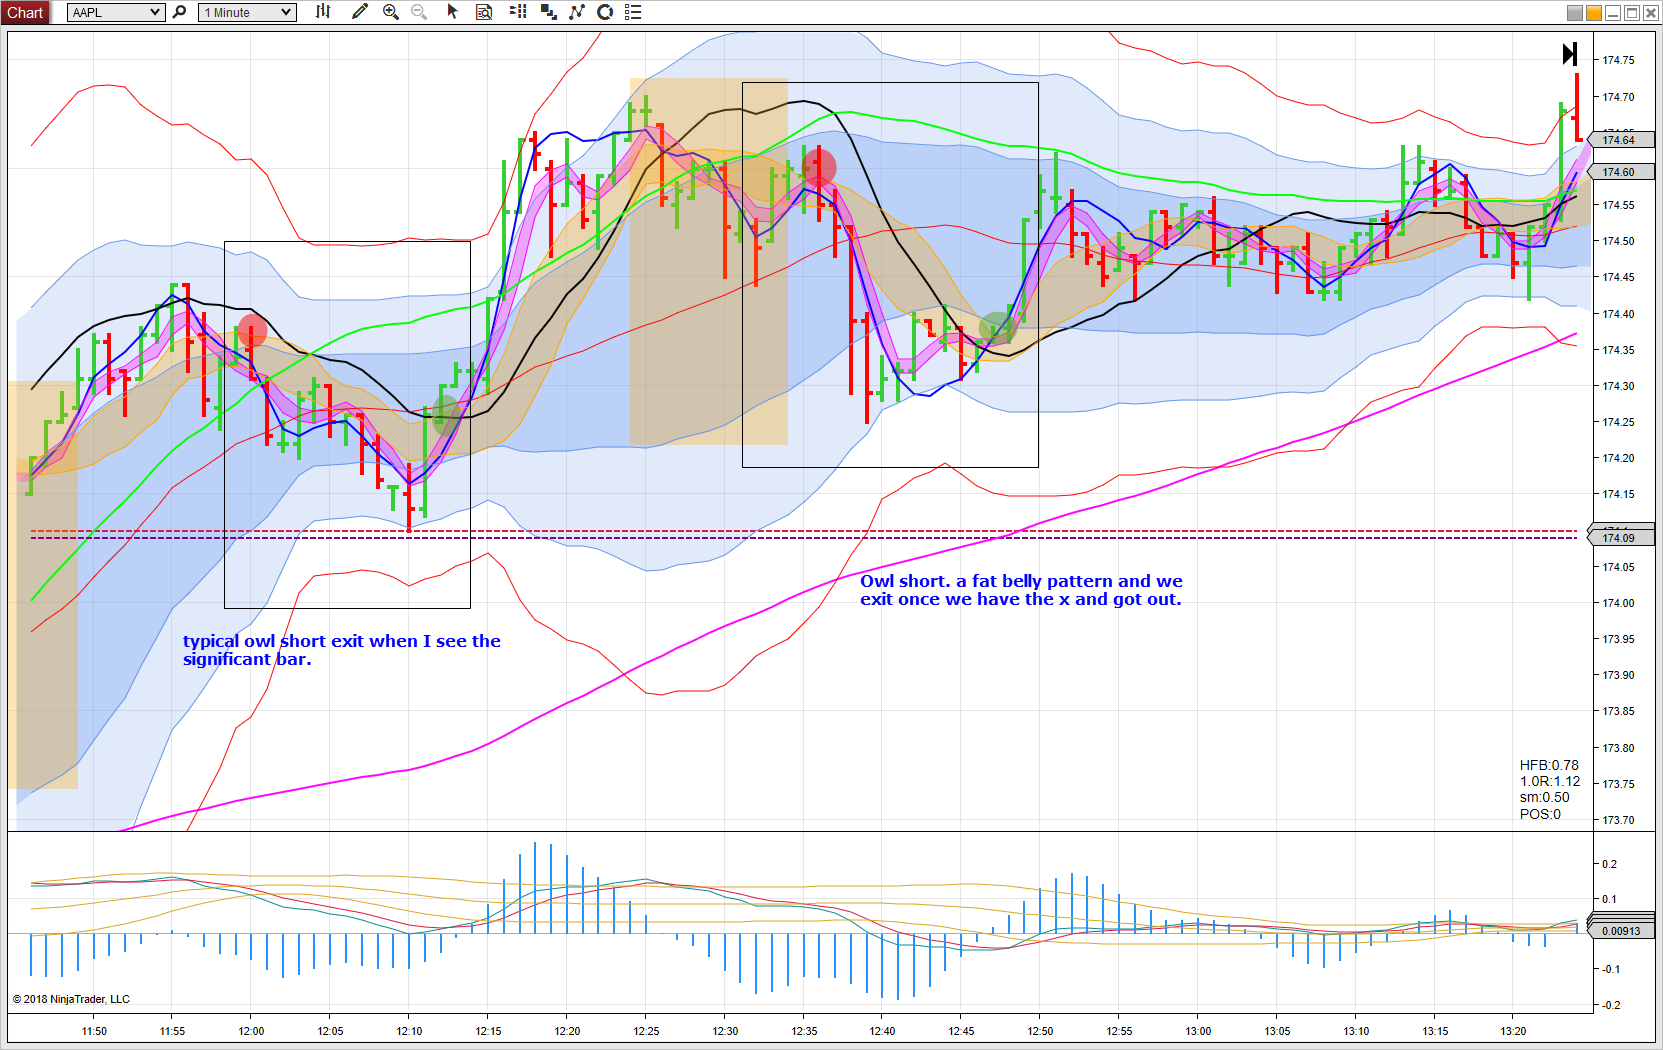 Chart
AAPL
1 Minute
174.75
174.70
174.64
174.60
174.55
174.50
174.45
174.40
174.35
174.30
174.25
174.20
174.15
174.09
174.05
174.00
173.95
173.90
173.85
173.80
173.75
173.70
Owl short. a fat belly pattern and we
exit once we have the x and got out.
typical owl short exit when I see the
significant bar.
HFB:0.78
1.0R:1.12
sm:0.50
POS:0
0.2
0.1
0.00913
-0.1
-0.2
© 2018 NinjaTrader, LLC
11:50 11:55 12:00 12:05 12:10 12:15 12:20 12:25 12:30 12:35 12:40 12:45 12:50 12:55 13:00 13:05 13:10 13:15 13:20